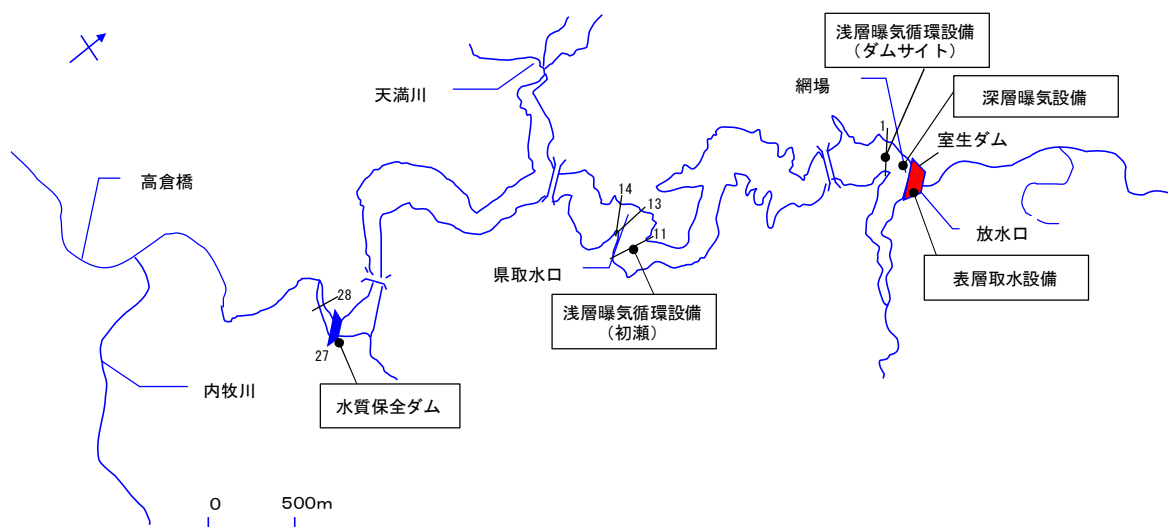 浅層曝気循環設備
（ダムサイト）
網場
深層曝気設備
天満川
1
室生ダム
高倉橋
14
13
11
放水口
県取水口
表層取水設備
28
浅層曝気循環設備
（初瀬）
27
内牧川
水質保全ダム
0 500m